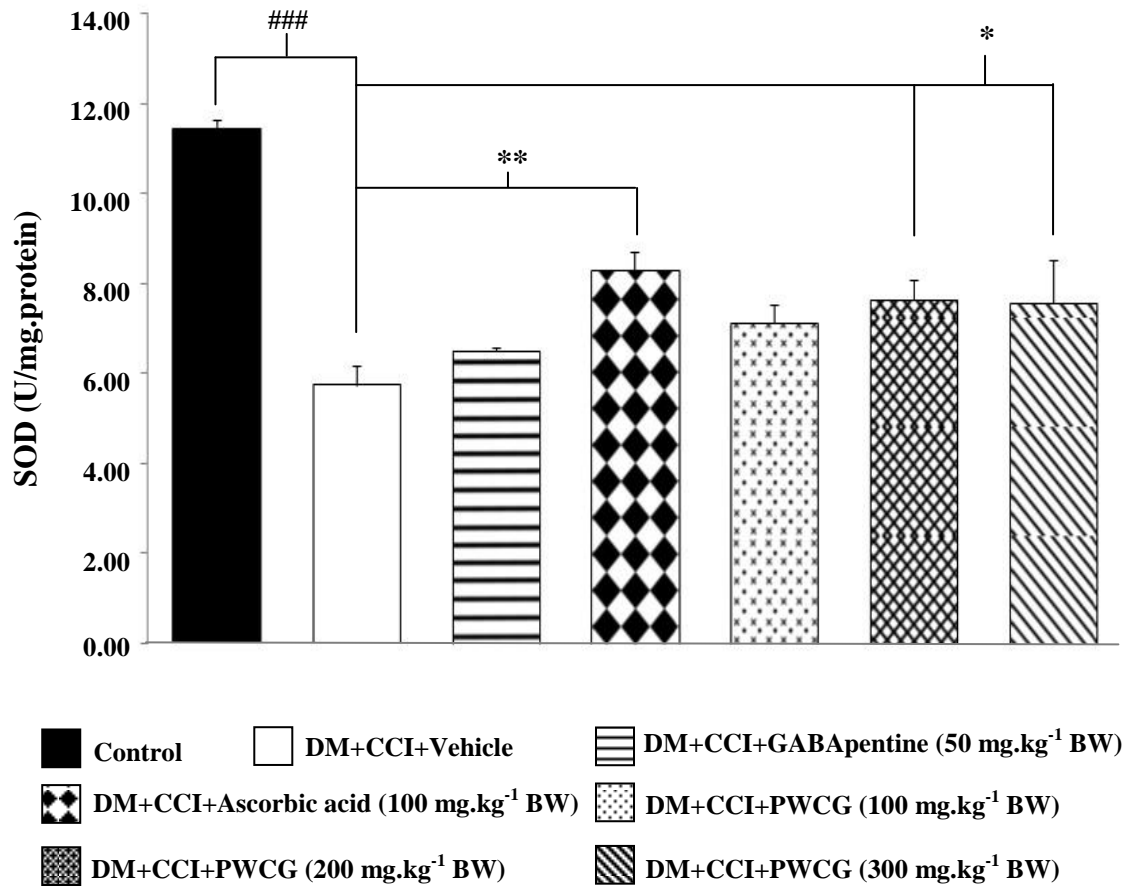 14.00
###
*
12.00
**
10.00
8.00
6.00
4.00
2.00
0.00
SOD (U/mg.protein)
Control
DM+CCI+Vehicle
DM+CCI+GABApentine (50 mg.kg⁻¹ BW)
DM+CCI+Ascorbic acid (100 mg.kg⁻¹ BW)
DM+CCI+PWCG (100 mg.kg⁻¹ BW)
DM+CCI+PWCG (200 mg.kg⁻¹ BW)
DM+CCI+PWCG (300 mg.kg⁻¹ BW)